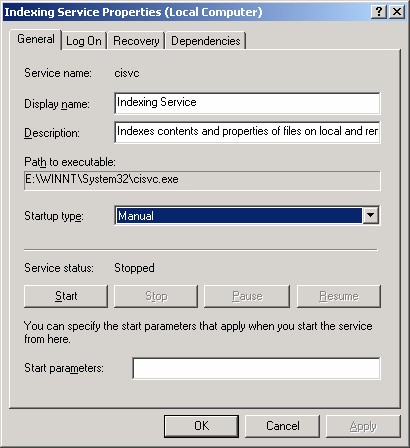 Indexing Service Properties (Local Computer)
General Log On Recovery Dependencies
Service name: cisvc
Display name: Indexing Service
Description: Indexes contents and properties of files on local and rer
Path to executable:
E:\WINNT\System32\cisvc.exe
Startup type: Manual
Service status: Stopped
Start Stop Pause Resume
You can specify the start parameters that apply when you start the service
from here.
Start parameters:
OK Cancel Apply